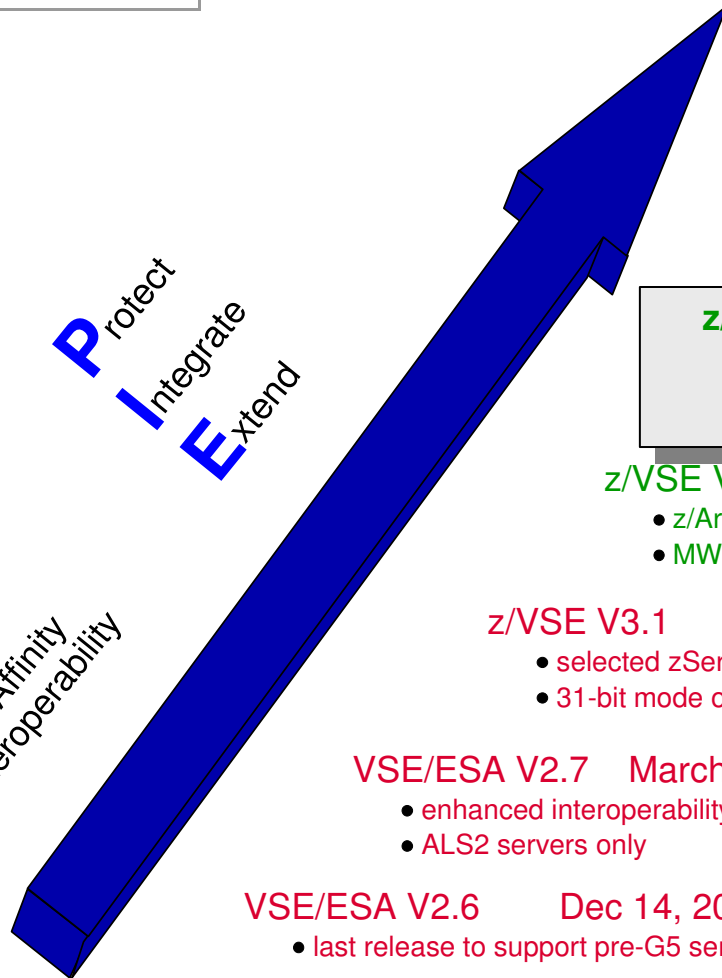 Protect
Integrate
Extend
Affinity
z/VSE
• z/Ar
• MW
z/VSE V3.1
• selected zSer
• 31-bit mode
VSE/ESA V2.7 March
• enhanced interoperability
• ALS2 servers only
VSE/ESA V2.6 Dec 14, 20
• last release to support pre-G5 ser